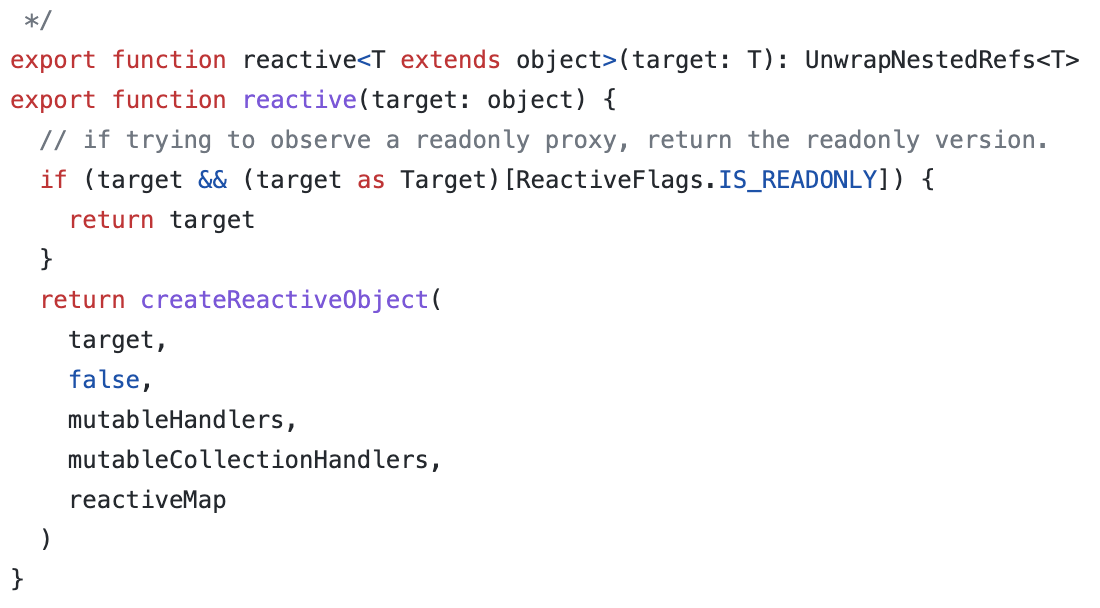 */
export function reactive<T extends object>(target: T): UnwrapNestedRefs<T>
export function reactive(target: object) {
  // if trying to observe a readonly proxy, return the readonly version.
  if (target && (target as Target)[ReactiveFlags.IS_READONLY]) {
    return target
  }
  return createReactiveObject(
    target,
    false,
    mutableHandlers,
    mutableCollectionHandlers,
    reactiveMap
  )
}